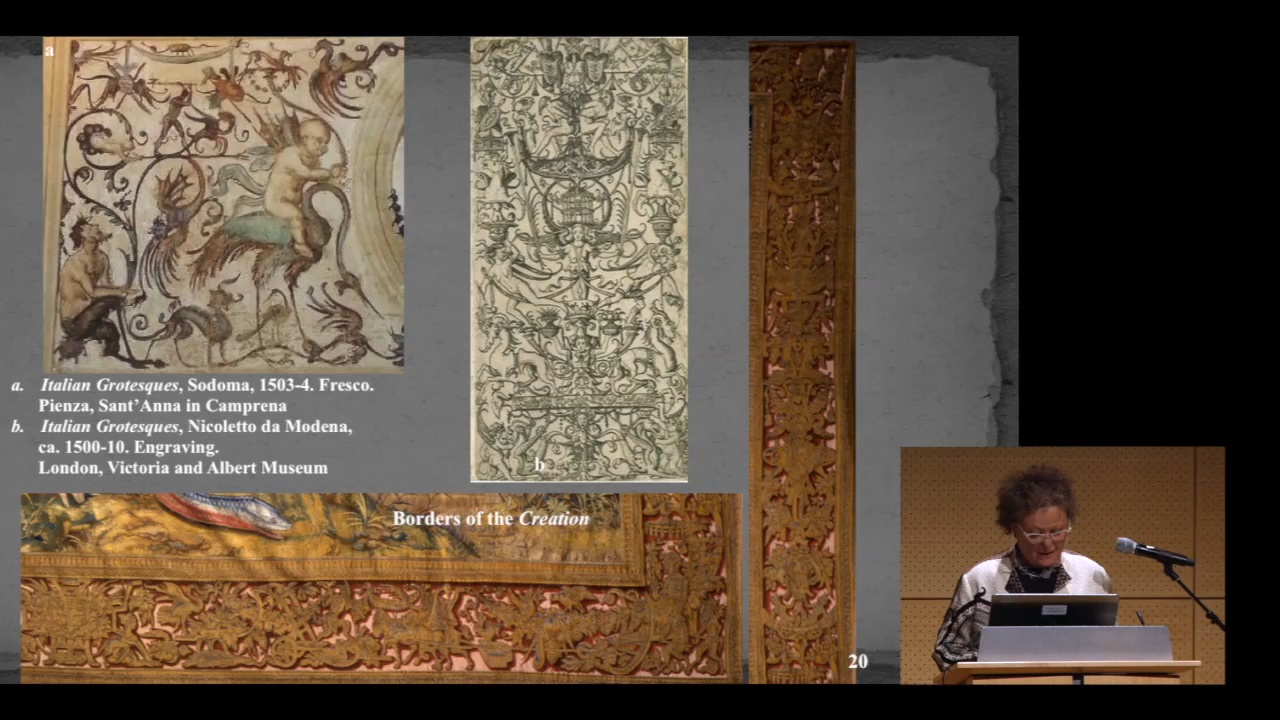 a
a. Italian Grotesques, Sodoma, 1503-4. Fresco.
Pienza, Sant’Anna in Camprena
b. Italian Grotesques, Nicoletto da Modena,
ca. 1500-10. Engraving.
London, Victoria and Albert Museum
b
Borders of the Creation
20